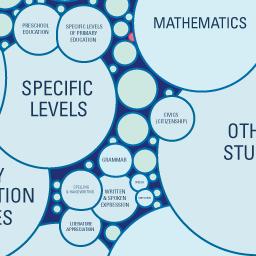 PRESCHOOL
EDUCATION
SPECIFIC LEVELS
OF PRIMARY
EDUCATION
MATHEMATICS
SPECIFIC
LEVELS
CIVICS
(CITIZENSHIP)
OTH
STU
GRAMMAR
Y
TION
ES
SPELLING
& HANDWRITING
WRITTEN
& SPOKEN
EXPRESSION
LITERATURE
APPRECIATION